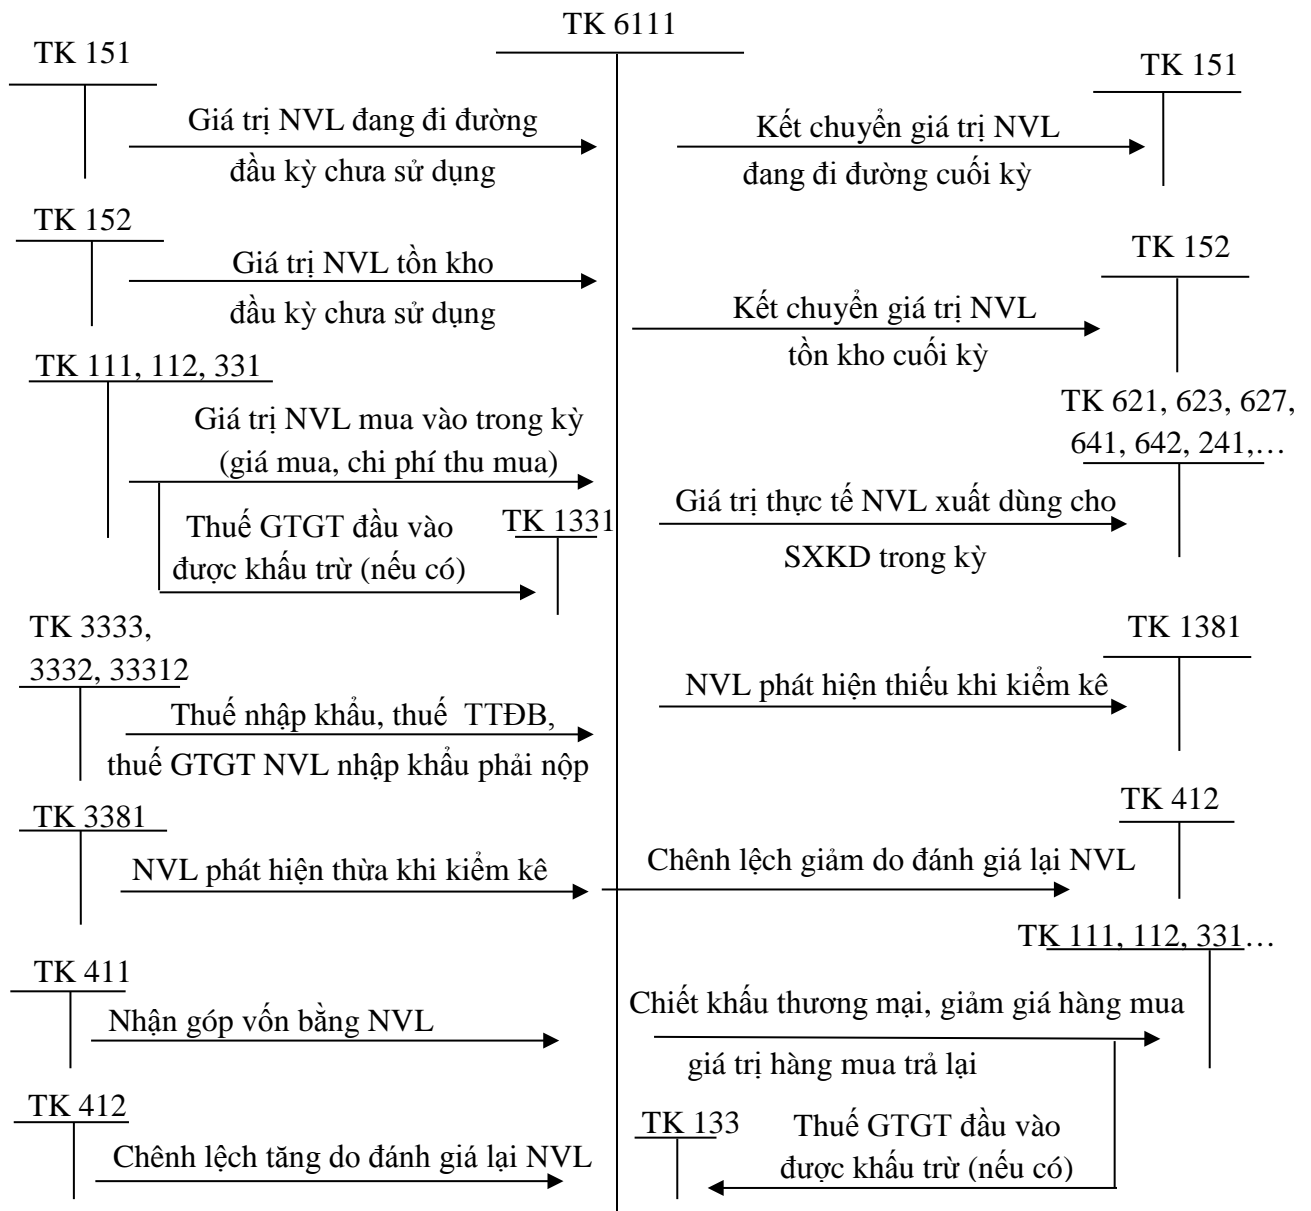 TK 6111
TK 151
Giá trị NVL đang đi đường
đầu kỳ chưa sử dụng
TK 152
Giá trị NVL tồn kho
đầu kỳ chưa sử dụng
TK 111, 112, 331
Giá trị NVL mua vào trong kỳ
(giá mua, chi phí thu mua)
Thuế GTGT đầu vào
được khấu trừ (nếu có)
TK 1331
TK 3333,
3332, 33312
Thuế nhập khẩu, thuế TTĐB,
thuế GTGT NVL nhập khẩu phải nộp
TK 3381
NVL phát hiện thừa khi kiểm kê
TK 411
Nhận góp vốn bằng NVL
TK 412
Chênh lệch tăng do đánh giá lại NVL
TK 151
Kết chuyển giá trị NVL
đang đi đường cuối kỳ
TK 152
Kết chuyển giá trị NVL
tồn kho cuối kỳ
TK 621, 623, 627,
641, 642, 241,…
Giá trị thực tế NVL xuất dùng cho
SXKD trong kỳ
TK 1381
NVL phát hiện thiếu khi kiểm kê
TK 412
Chênh lệch giảm do đánh giá lại NVL
TK 111, 112, 331…
Chiết khấu thương mại, giảm giá hàng mua
giá trị hàng mua trả lại
TK 133
Thuế GTGT đầu vào
được khấu trừ (nếu có)